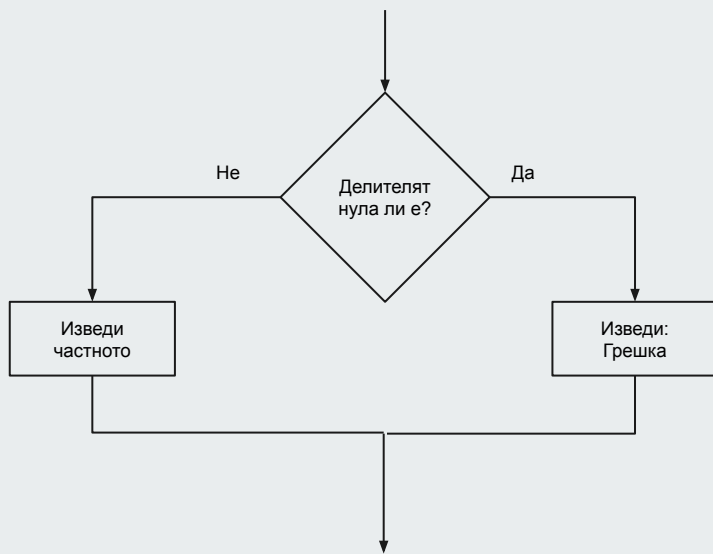 Не
Делителят
нула ли е?
Да
Изведи
частното
Изведи:
Грешка